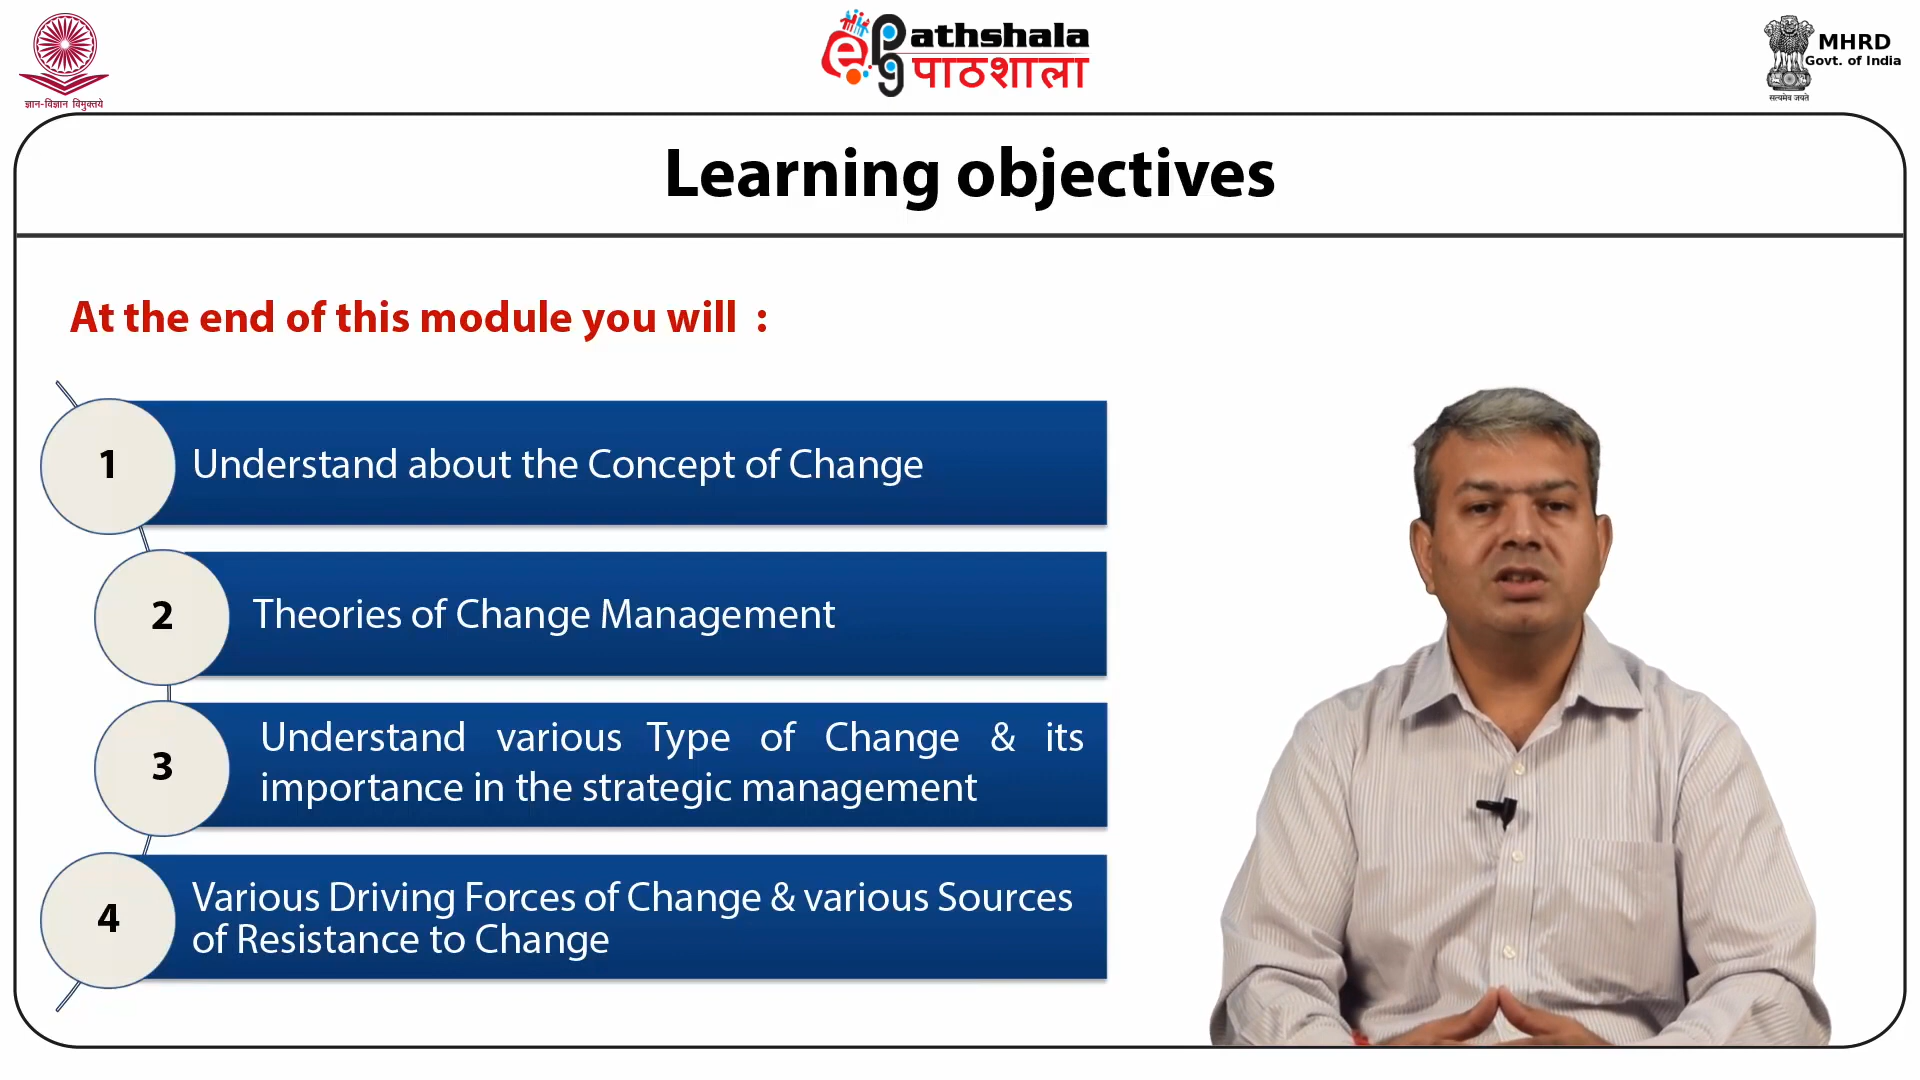 ज्ञान-विज्ञान विमुक्तये
ePathshala
पाठशाला
MHRD
Govt. of India
सत्यमेव जयते
Learning objectives
At the end of this module you will :
1 Understand about the Concept of Change
2 Theories of Change Management
3 Understand various Type of Change & its
importance in the strategic management
4 Various Driving Forces of Change & various Sources
of Resistance to Change